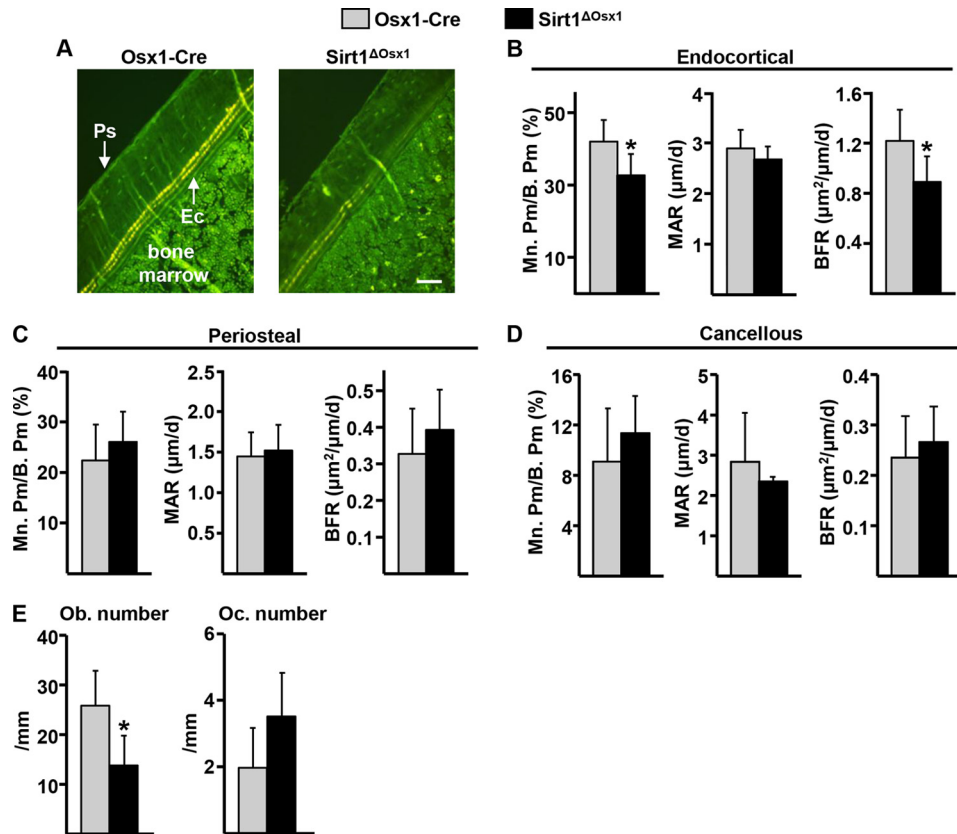 Osx1-Cre Sirt1ΔOsx1
A
Osx1-Cre Sirt1ΔOsx1
Ps
Ec
bone
marrow
B
Endocortical
Mn. Pm/B. Pm (%)
50
30
10
*
MAR (μm/d)
4
3
2
1
BFR (μm²/μm/d)
1.6
1.2
0.8
0.4
*
C
Periosteal
Mn. Pm/B. Pm (%)
40
30
20
10
MAR (μm/d)
2.5
2.0
1.5
1.0
0.5
BFR (μm²/μm/d)
0.5
0.4
0.3
0.2
0.1
D
Cancellous
Mn. Pm/B. Pm (%)
16
12
8
4
MAR (μm/d)
5
4
3
2
1
BFR (μm²/μm/d)
0.4
0.3
0.2
0.1
E
Ob. number
/mm
40
30
20
10
*
Oc. number
/mm
6
4
2